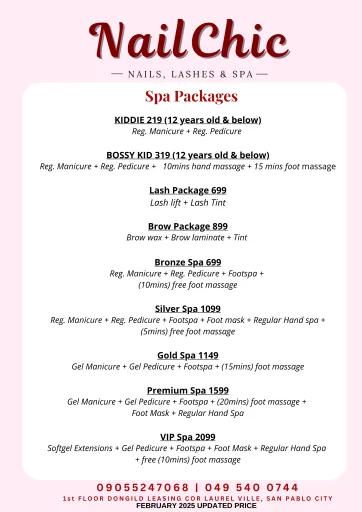 NailChic
NAILS, LASHES & SPA
Spa Packages
KIDDIE 219 (12 years old & below)
Reg. Manicure + Reg. Pedicure
BOSSY KID 319 (12 years old & below)
Reg. Manicure + Reg. Pedicure + 10mins hand massage + 15 mins foot massage
Lash Package 699
Lash lift + Lash Tint
Brow Package 899
Brow wax + Brow laminate + Tint
Bronze Spa 699
Reg. Manicure + Reg. Pedicure + Footspa +
(10mins) free foot massage
Silver Spa 1099
Reg. Manicure + Reg. Pedicure + Footspa + Foot mask + Regular Hand spa +
(5mins) free foot massage
Gold Spa 1149
Gel Manicure + Gel Pedicure + Footspa + (15mins) foot massage
Premium Spa 1599
Gel Manicure + Gel Pedicure + Footspa + (20mins) foot massage +
Foot Mask + Regular Hand Spa
VIP Spa 2099
Softgel Extensions + Gel Pedicure + Footspa + Foot Mask + Regular Hand Spa
+ free (10mins) foot massage
09055247068 | 049 540 0744
1st FLOOR DONGILD LEASING COR LAUREL VILLE, SAN PABLO CITY
FEBRUARY 2025 UPDATED PRICE